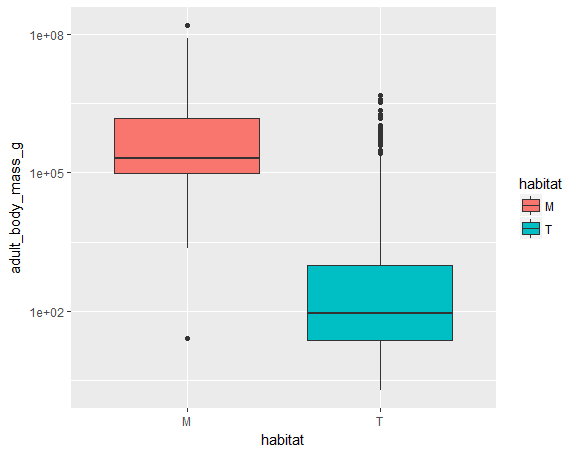 adult_body_mass_g
1e+08
1e+05
1e+02
M
T
habitat
habitat
M
T